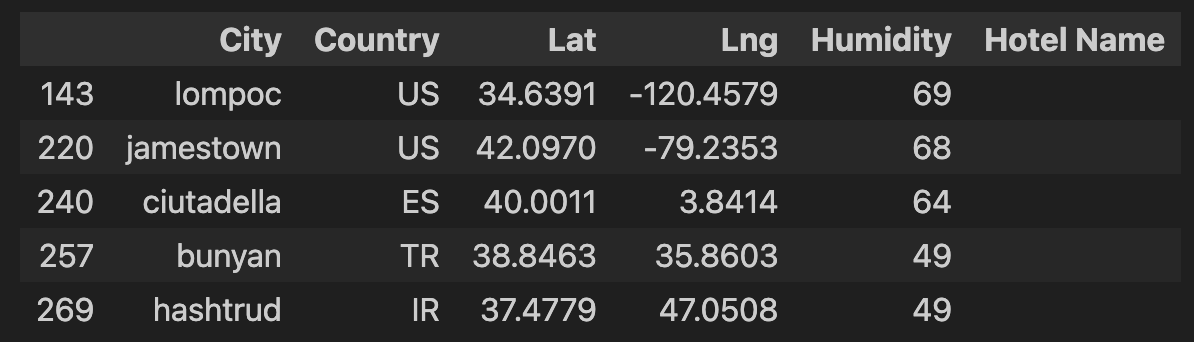 City Country Lat Lng Humidity Hotel Name
143 lompoc US 34.6391 -120.4579 69
220 jamestown US 42.0970 -79.2353 68
240 ciutadella ES 40.0011 3.8414 64
257 bunyan TR 38.8463 35.8603 49
269 hashtrud IR 37.4779 47.0508 49